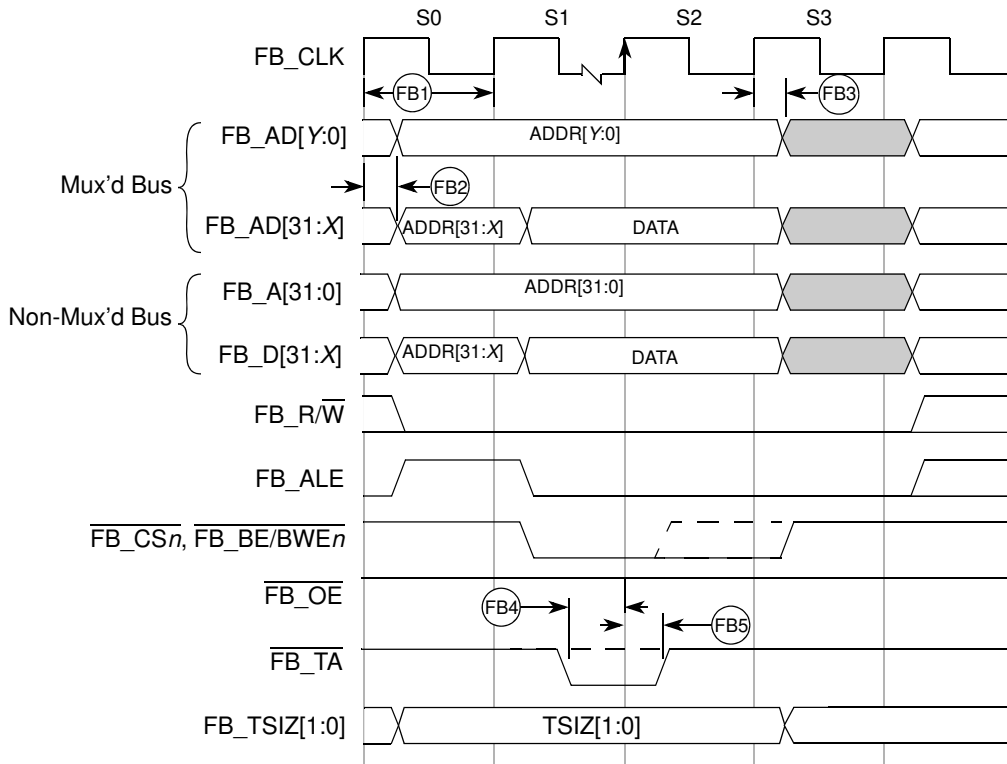 S0 S1 S2 S3
FB_CLK
FB1 FB3
FB_AD[Y:0] ADDR[Y:0]
Mux'd Bus FB2
FB_AD[31:X] ADDR[31:X] DATA
FB_A[31:0] ADDR[31:0]
Non-Mux'd Bus
FB_D[31:X] ADDR[31:X] DATA
FB_R/W
FB_ALE
FB_CSn, FB_BE/BWEn
FB_OE
FB4 FB5
FB_TA
FB_TSIZ[1:0] TSIZ[1:0]